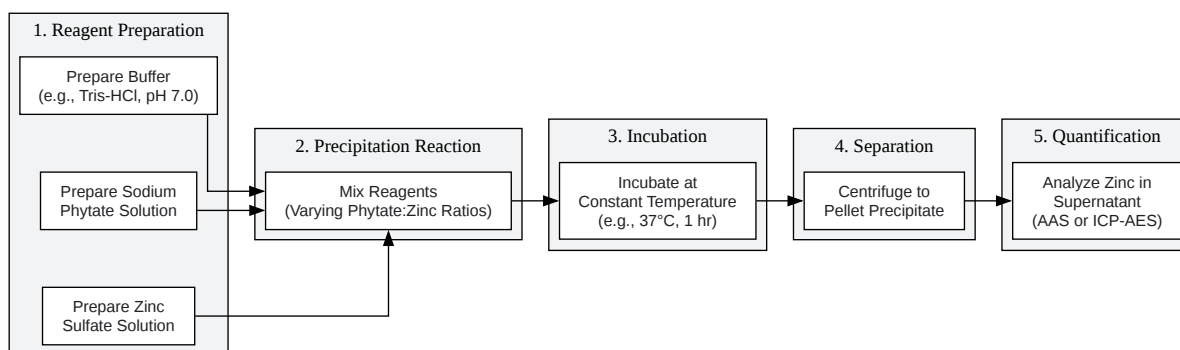 1. Reagent Preparation
Prepare Buffer
(e.g., Tris-HCl, pH 7.0)
Prepare Sodium
Phytate Solution
Prepare Zinc
Sulfate Solution
2. Precipitation Reaction
Mix Reagents
(Varying Phytate:Zinc Ratios)
3. Incubation
Incubate at
Constant Temperature
(e.g., 37°C, 1 hr)
4. Separation
Centrifuge to
Pellet Precipitate
5. Quantification
Analyze Zinc in
Supernatant
(AAS or ICP-AES)